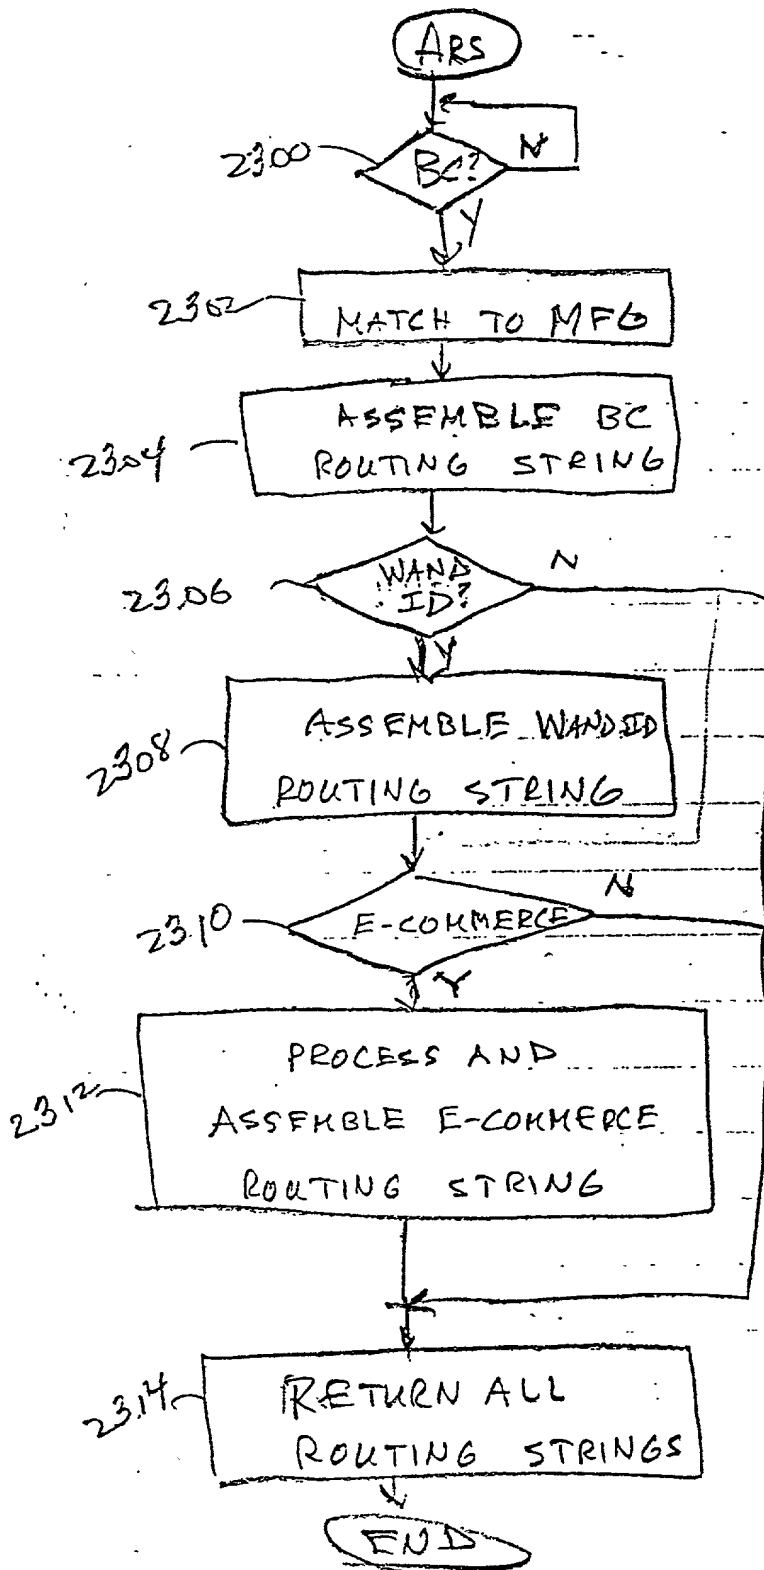 ARS
2300
BC?
N
Y
2302
MATCH TO MFG
2304
ASSEMBLE BC
ROUTING STRING
2306
WAND
ID?
N
Y
2308
ASSEMBLE WAND ID
ROUTING STRING
2310
E-COMMERCE
N
Y
2312
PROCESS AND
ASSEMBLE E-COMMERCE
ROUTING STRING
2314
RETURN ALL
ROUTING STRINGS
END